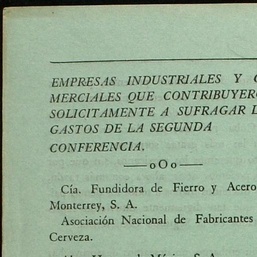 EMPRESAS INDUSTRIALES Y
MERCIALES QUE CONTRIBUYERO
SOLICITAMENTE A SUFRAGAR L
GASTOS DE LA SEGUNDA
CONFERENCIA.
——oOo——
Cía. Fundidora de Fierro y Acero
Monterrey, S. A.
Asociación Nacional de Fabricantes
Cerveza.